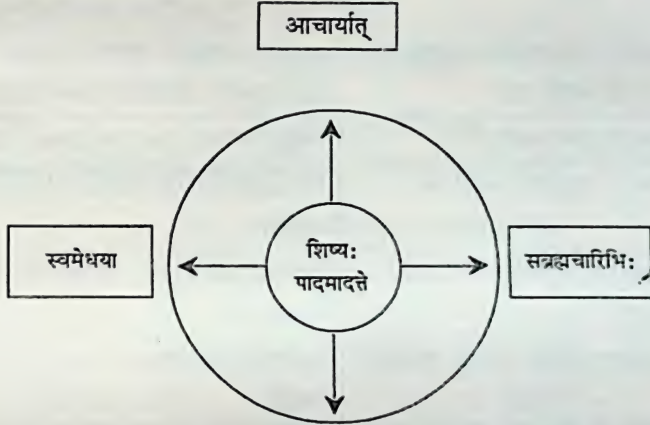 आचार्यात्
स्वमेधया
शिष्य:
पादमादत्ते
सब्रह्मचारिभि: